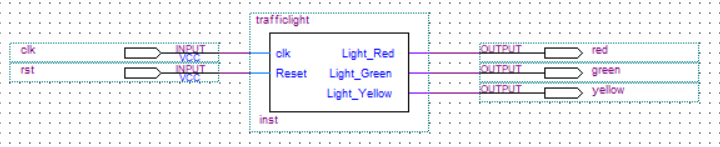 trafficlight
clk INPUT VCC
rst INPUT VCC
clk Light_Red
Reset Light_Green
Light_Yellow
inst
OUTPUT red
OUTPUT green
OUTPUT yellow